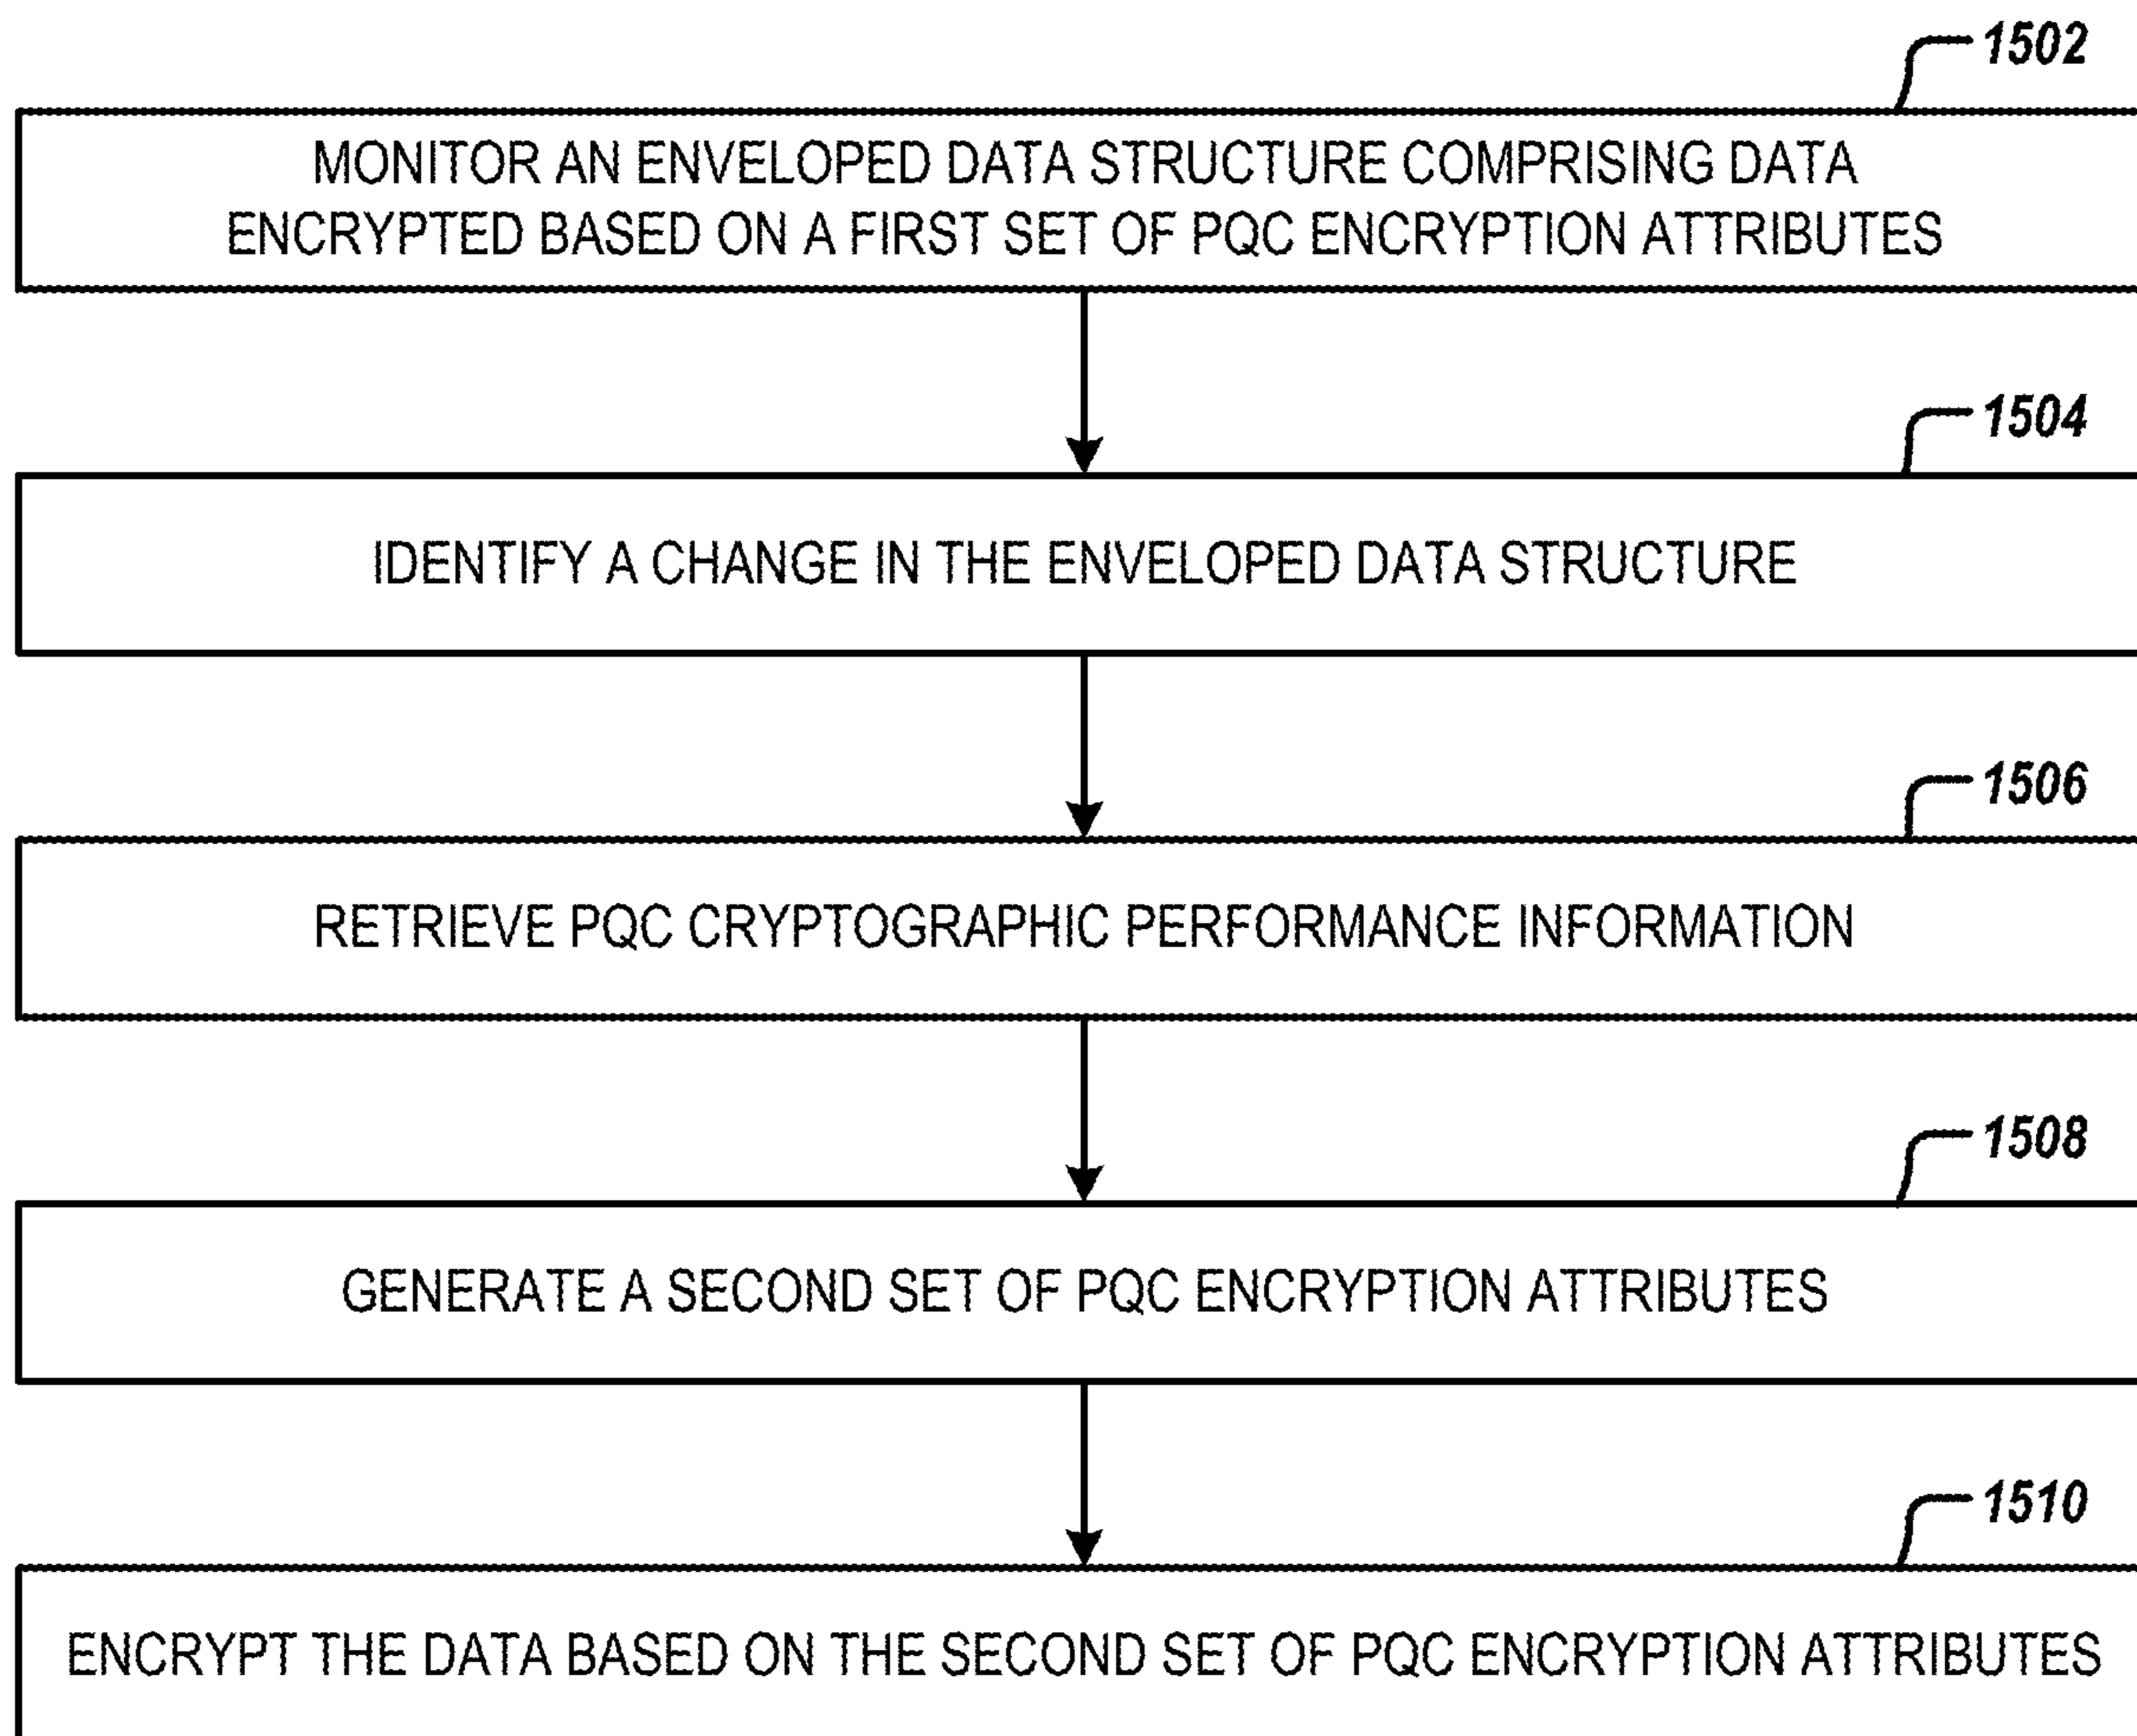 1502
MONITOR AN ENVELOPED DATA STRUCTURE COMPRISING DATA
ENCRYPTED BASED ON A FIRST SET OF PQC ENCRYPTION ATTRIBUTES
1504
IDENTIFY A CHANGE IN THE ENVELOPED DATA STRUCTURE
1506
RETRIEVE PQC CRYPTOGRAPHIC PERFORMANCE INFORMATION
1508
GENERATE A SECOND SET OF PQC ENCRYPTION ATTRIBUTES
1510
ENCRYPT THE DATA BASED ON THE SECOND SET OF PQC ENCRYPTION ATTRIBUTES